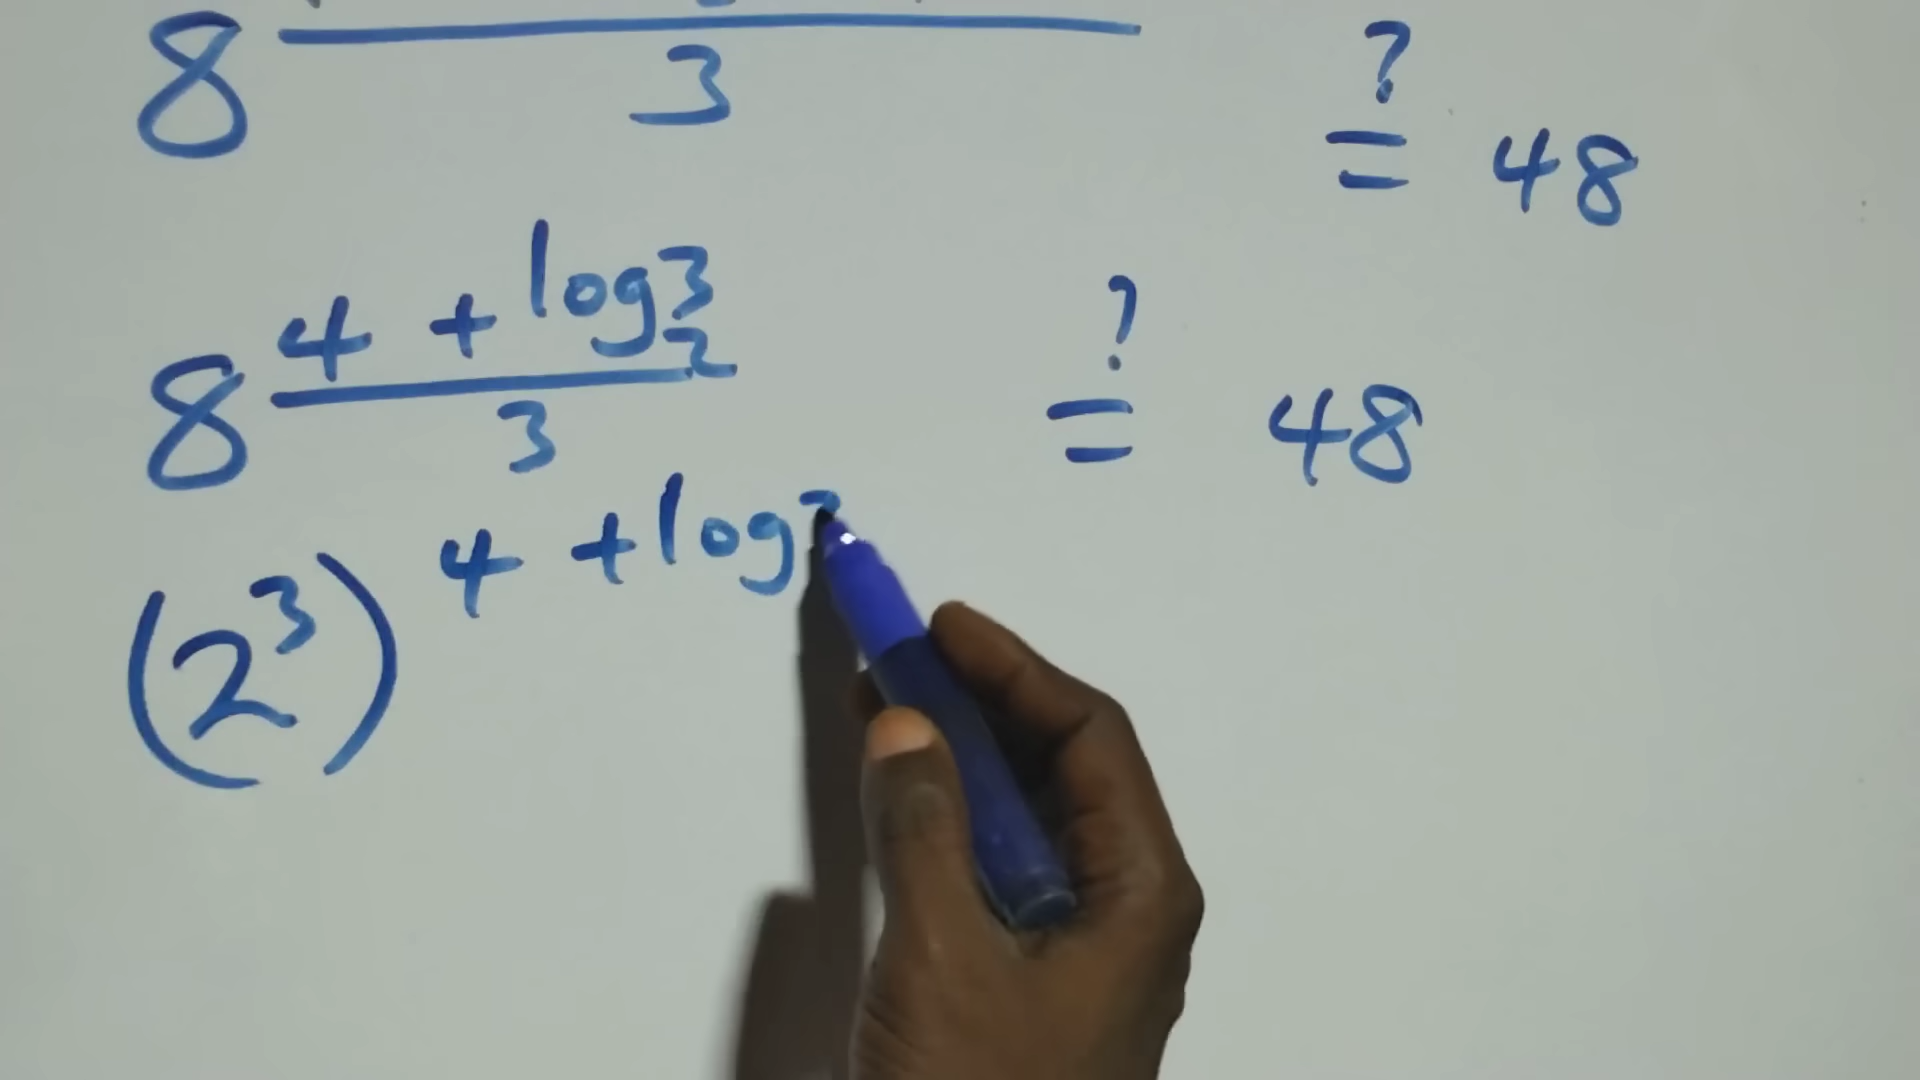 8 ――― 3 ?= 48
8^((4 + log₂3)/3) ?= 48
(2³)^(4 + log